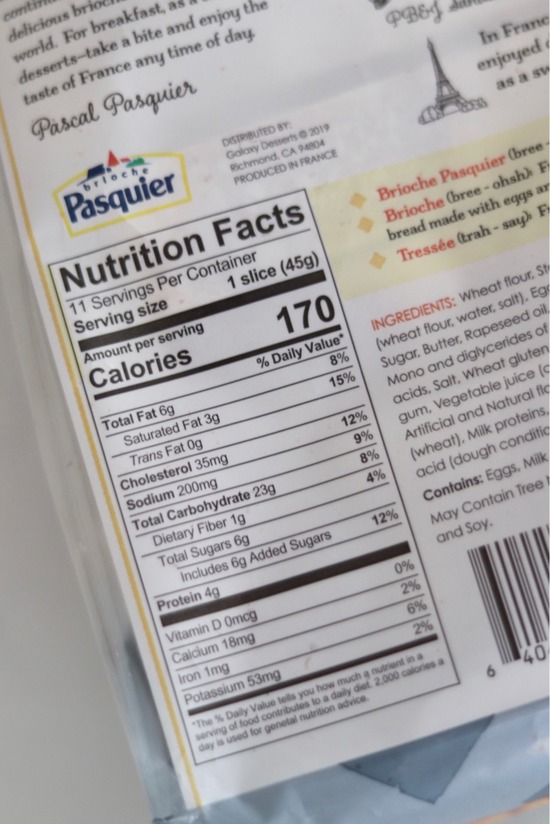 delicious brioc
world. For breakfast, as a
desserts–take a bite and enjoy the
taste of France any time of day.
Pascal Pasquier
PB&J
In Franc
enjoyed
as a sw
brioche
Pasquier
DISTRIBUTED BY:
Galaxy Desserts © 2019
Richmond, CA 94804
PRODUCED IN FRANCE
Brioche Pasquier (bree -
Brioche (bree - ohsh): F
bread made with eggs an
Tressée (trah - say): F
Nutrition Facts
11 Servings Per Container
Serving size 1 slice (45g)
Amount per serving
Calories 170
% Daily Value*
Total Fat 6g 8%
Saturated Fat 3g 15%
Trans Fat 0g
Cholesterol 35mg 12%
Sodium 200mg 9%
Total Carbohydrate 23g 8%
Dietary Fiber 1g 4%
Total Sugars 6g
Includes 6g Added Sugars 12%
Protein 4g
Vitamin D 0mcg 0%
Calcium 18mg 2%
Iron 1mg 6%
Potassium 53mg 2%
*The % Daily Value tells you how much a nutrient in a
serving of food contributes to a daily diet. 2,000 calories a
day is used for general nutrition advice.
INGREDIENTS: Wheat flour, St
(wheat flour, water, salt), Egg
Sugar, Butter, Rapeseed oil
Mono and diglycerides of
acids, Salt, Wheat gluten
gum, Vegetable juice (c
Artificial and Natural fla
(wheat), Milk proteins,
acid (dough conditio
Contains: Eggs, Milk
May Contain Tree
and Soy.
6 40